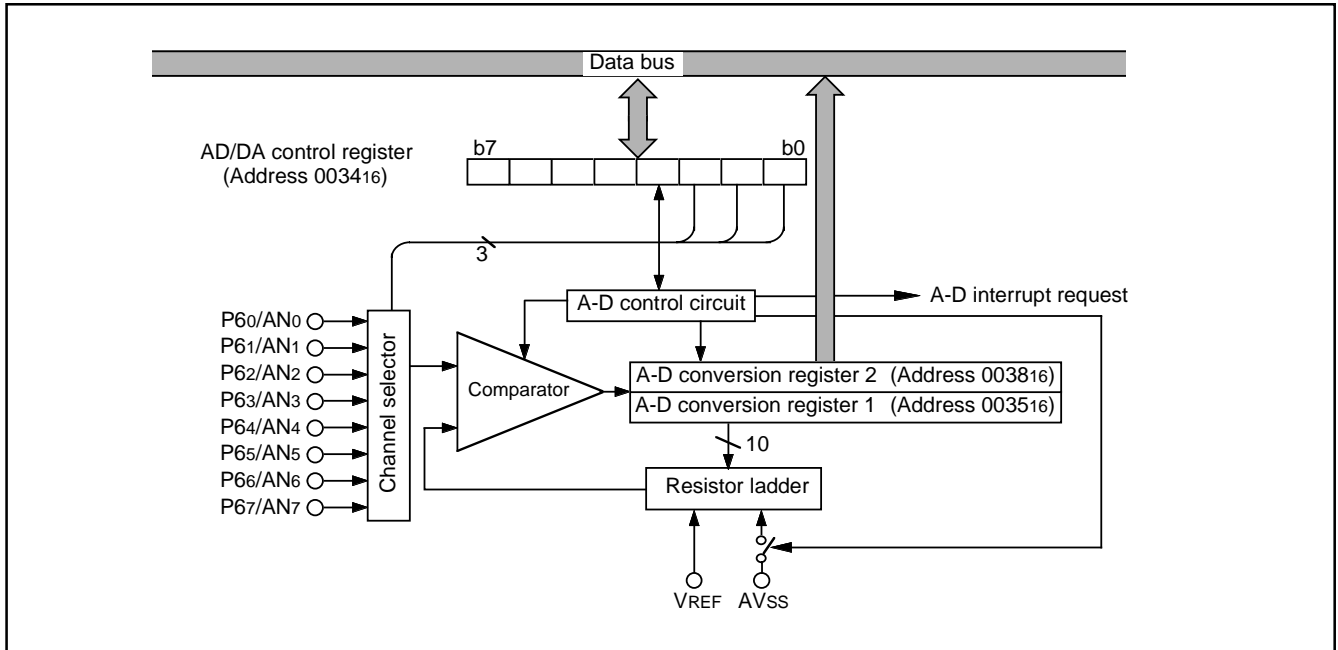 Data bus
b7 b0
AD/DA control register
(Address 003416)
3
A-D control circuit
A-D interrupt request
P60/AN0
P61/AN1
P62/AN2
P63/AN3
P64/AN4
P65/AN5
P66/AN6
P67/AN7
Channel selector
Comparator
A-D conversion register 2 (Address 003816)
A-D conversion register 1 (Address 003516)
10
Resistor ladder
VREF AVSS